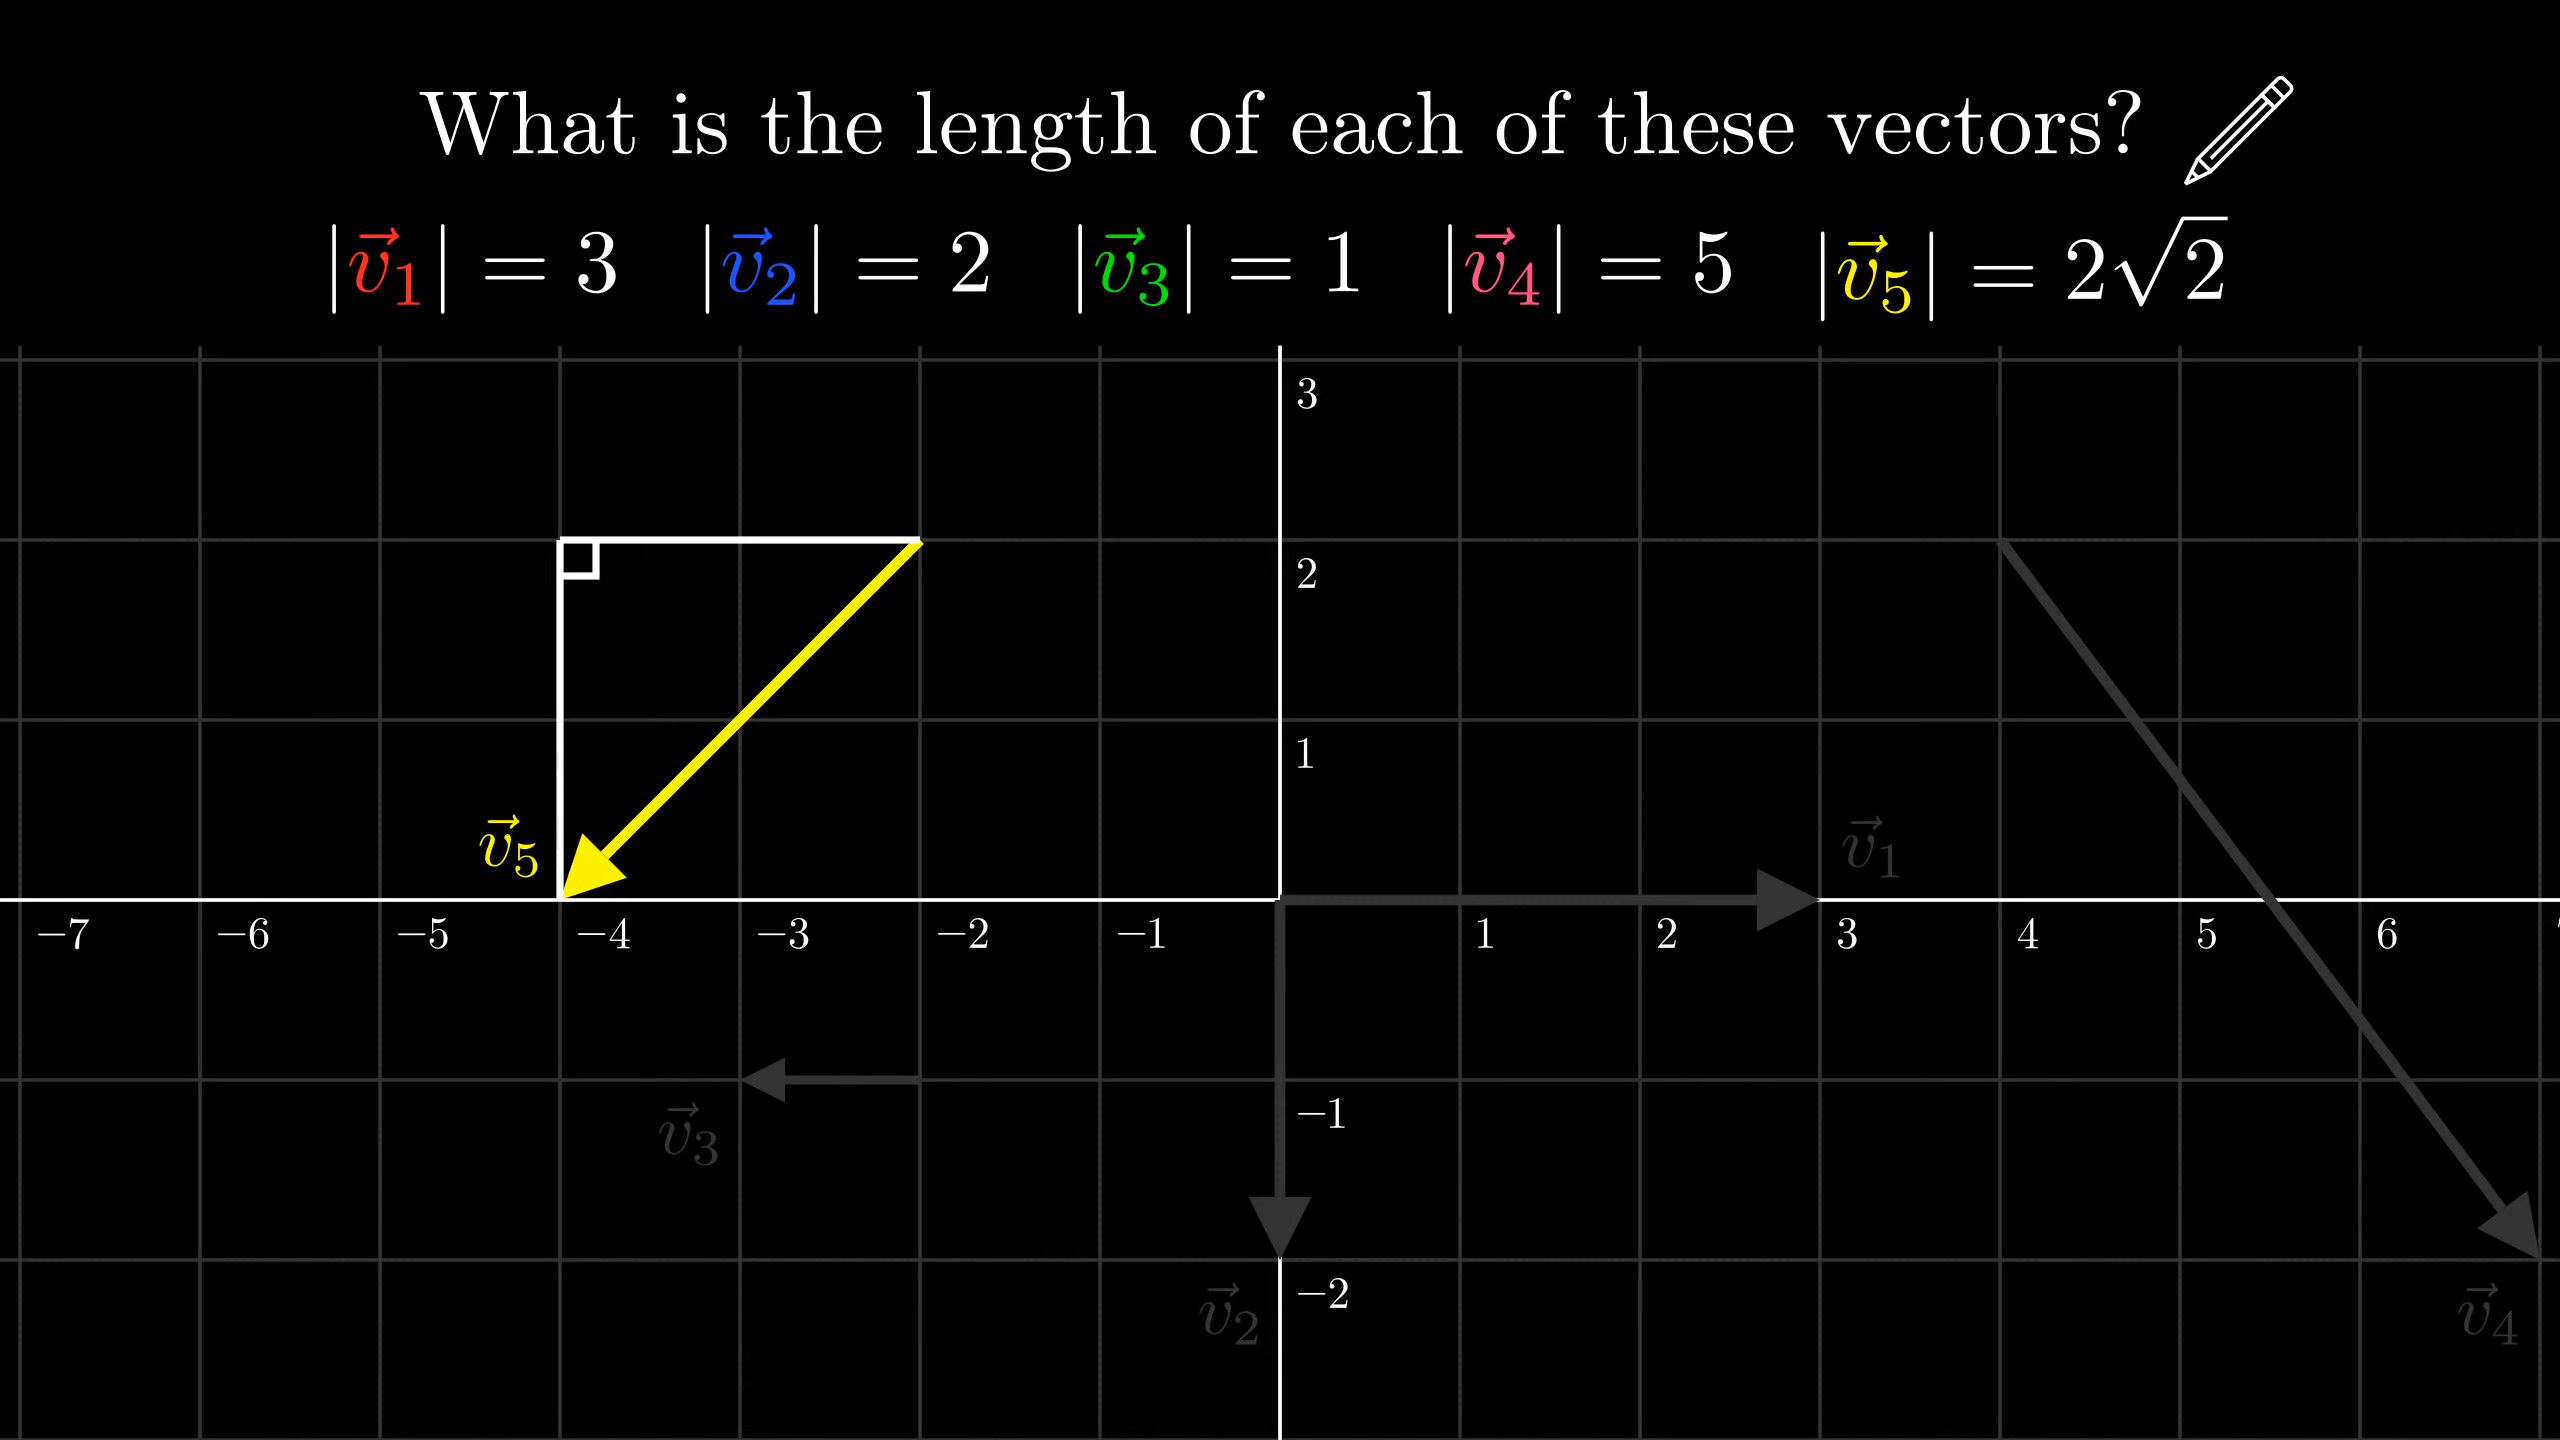 What is the length of each of these vectors?
|v⃗₁| = 3 |v⃗₂| = 2 |v⃗₃| = 1 |v⃗₄| = 5 |v⃗₅| = 2√2
3
2
1
v⃗₅
v⃗₁
−7 −6 −5 −4 −3 −2 −1 1 2 3 4 5 6
−1
v⃗₃
−2
v⃗₂
v⃗₄